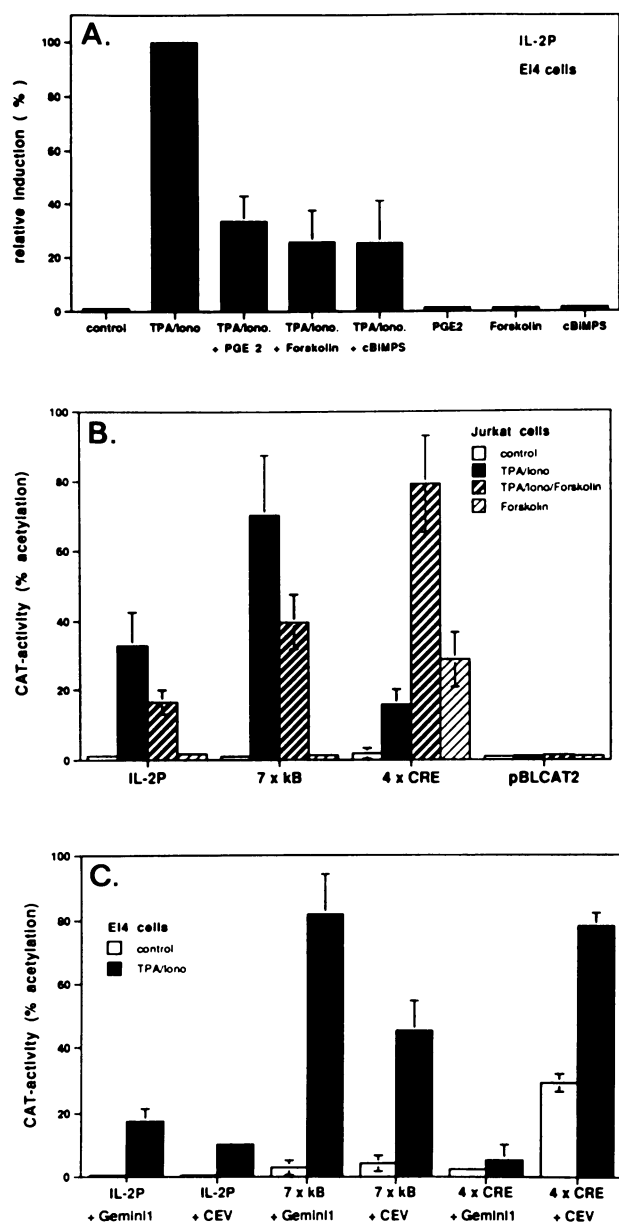 A.
IL-2P
El4 cells
relative induction ( % )
100
80
60
40
20
0
control TPA/Iono TPA/Iono. TPA/Iono. TPA/Iono. PGE2 Forskolin cBIMPS
+ PGE 2 + Forskolin + cBIMPS
B.
Jurkat cells
control
TPA/Iono
TPA/Iono/Forskolin
Forskolin
CAT-activity (% acetylation)
100
80
60
40
20
0
IL-2P 7 x kB 4 x CRE pBLCAT2
C.
El4 cells
control
TPA/Iono
CAT-activity (% acetylation)
100
80
60
40
20
0
IL-2P IL-2P 7 x kB 7 x kB 4 x CRE 4 x CRE
+ Gemini1 + CEV + Gemini1 + CEV + Gemini1 + CEV